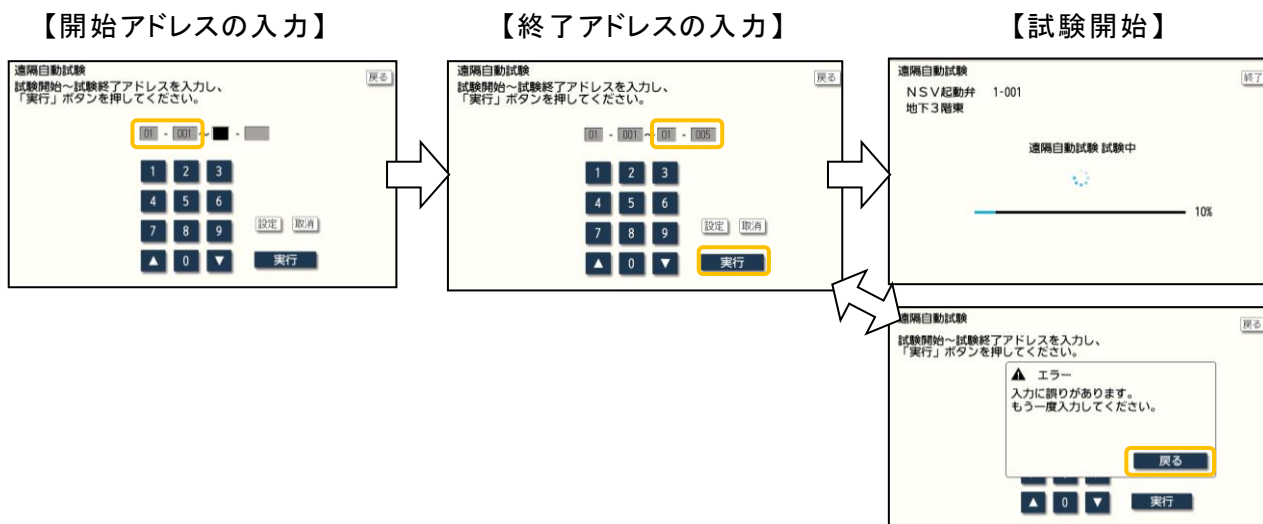 【開始アドレスの入力】
遠隔自動試験
戻る
試験開始～試験終了アドレスを入力し、
「実行」ボタンを押してください。
01 - 001 ～ -
1 2 3
4 5 6
7 8 9
設定 取消
▲ 0 ▼ 実行
【終了アドレスの入力】
遠隔自動試験
戻る
試験開始～試験終了アドレスを入力し、
「実行」ボタンを押してください。
01 - 001 ～ 01 - 005
1 2 3
4 5 6
7 8 9
設定 取消
▲ 0 ▼ 実行
【試験開始】
遠隔自動試験
終了
NSV起動弁 1-001
地下3階東
遠隔自動試験 試験中
10%
遠隔自動試験
戻る
試験開始～試験終了アドレスを入力し、
「実行」ボタンを押してください。
エラー
入力に誤りがあります。
もう一度入力してください。
戻る
▲ 0 ▼ 実行